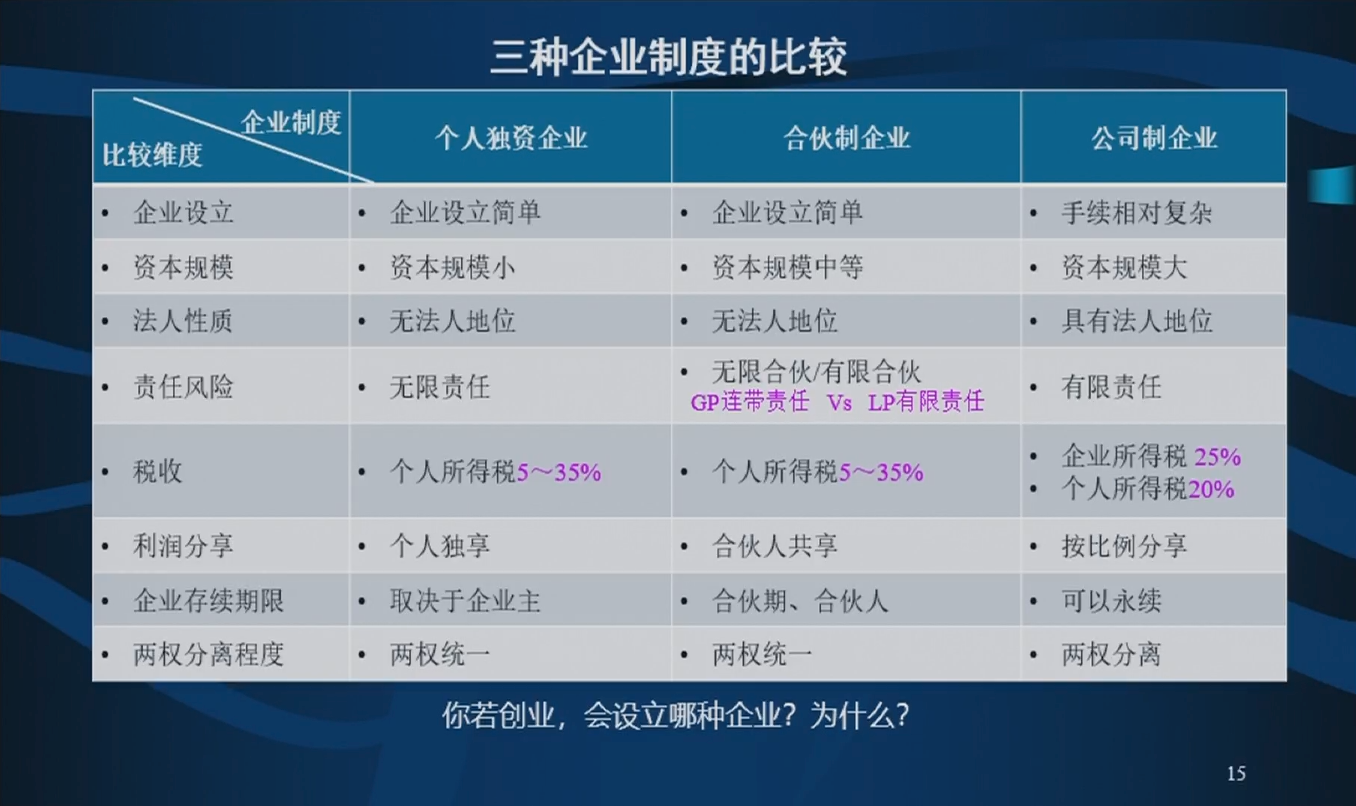 三种企业制度的比较
企业制度
比较维度
个人独资企业
合伙制企业
公司制企业
• 企业设立
• 企业设立简单
• 企业设立简单
• 手续相对复杂
• 资本规模
• 资本规模小
• 资本规模中等
• 资本规模大
• 法人性质
• 无法人地位
• 无法人地位
• 具有法人地位
• 责任风险
• 无限责任
• 无限合伙/有限合伙
GP连带责任 Vs LP有限责任
• 有限责任
• 税收
• 个人所得税5～35%
• 个人所得税5～35%
• 企业所得税 25%
• 个人所得税20%
• 利润分享
• 个人独享
• 合伙人共享
• 按比例分享
• 企业存续期限
• 取决于企业主
• 合伙期、合伙人
• 可以永续
• 两权分离程度
• 两权统一
• 两权统一
• 两权分离
你若创业，会设立哪种企业？为什么？
15